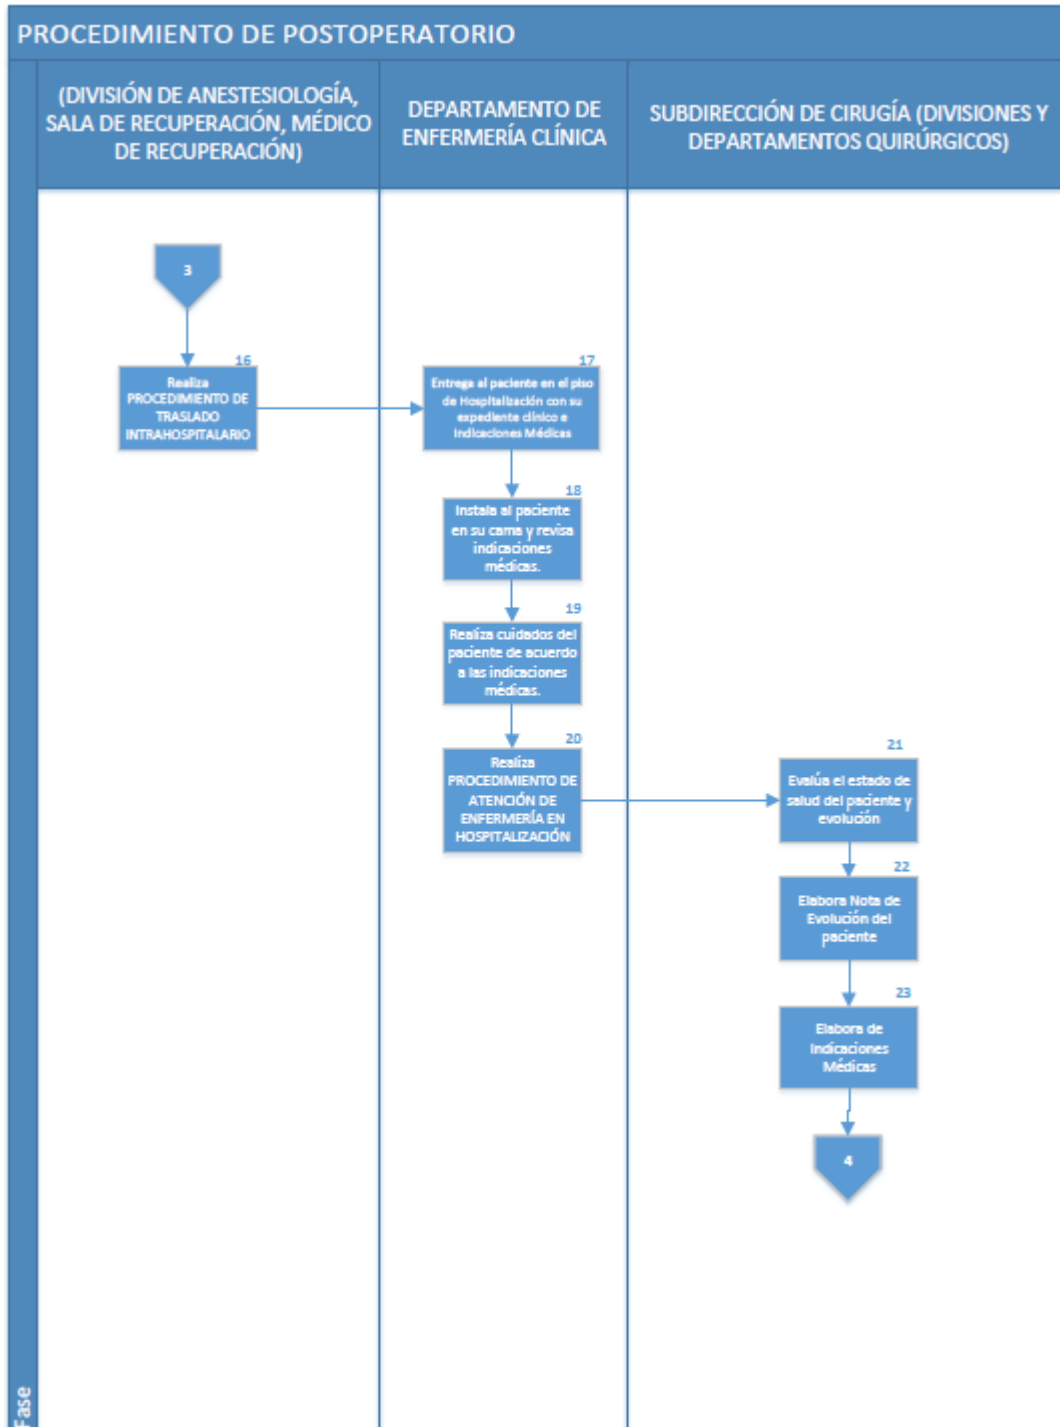 PROCEDIMIENTO DE POSTOPERATORIO
(DIVISIÓN DE ANESTESIOLOGÍA,
SALA DE RECUPERACIÓN, MÉDICO
DE RECUPERACIÓN)
DEPARTAMENTO DE
ENFERMERÍA CLÍNICA
SUBDIRECCIÓN DE CIRUGÍA (DIVISIONES Y
DEPARTAMENTOS QUIRÚRGICOS)
3
16
Realiza
PROCEDIMIENTO DE
TRASLADO
INTRAHOSPITALARIO
17
Entrega al paciente en el piso
de Hospitalización con su
expediente clínico e
Indicaciones Médicas
18
Instala al paciente
en su cama y revisa
indicaciones
médicas.
19
Realiza cuidados del
paciente de acuerdo
a las indicaciones
médicas.
20
Realiza
PROCEDIMIENTO DE
ATENCIÓN DE
ENFERMERÍA EN
HOSPITALIZACIÓN
21
Evalúa el estado de
salud del paciente y
evolución
22
Elabora Nota de
Evolución del
paciente
23
Elabora de
Indicaciones
Médicas
4
Fase